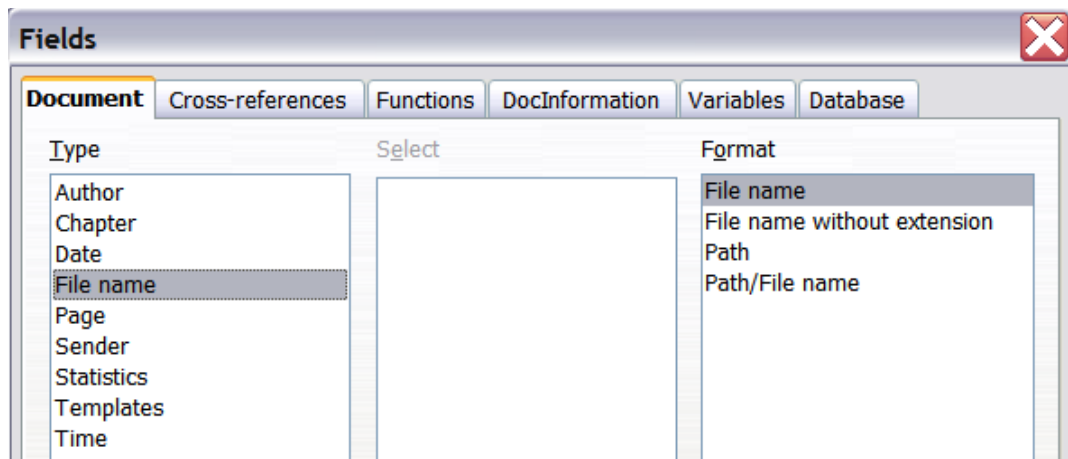 Fields
Document Cross-references Functions DocInformation Variables Database
Type Select Format
Author
Chapter
Date
File name
Page
Sender
Statistics
Templates
Time
File name
File name without extension
Path
Path/File name